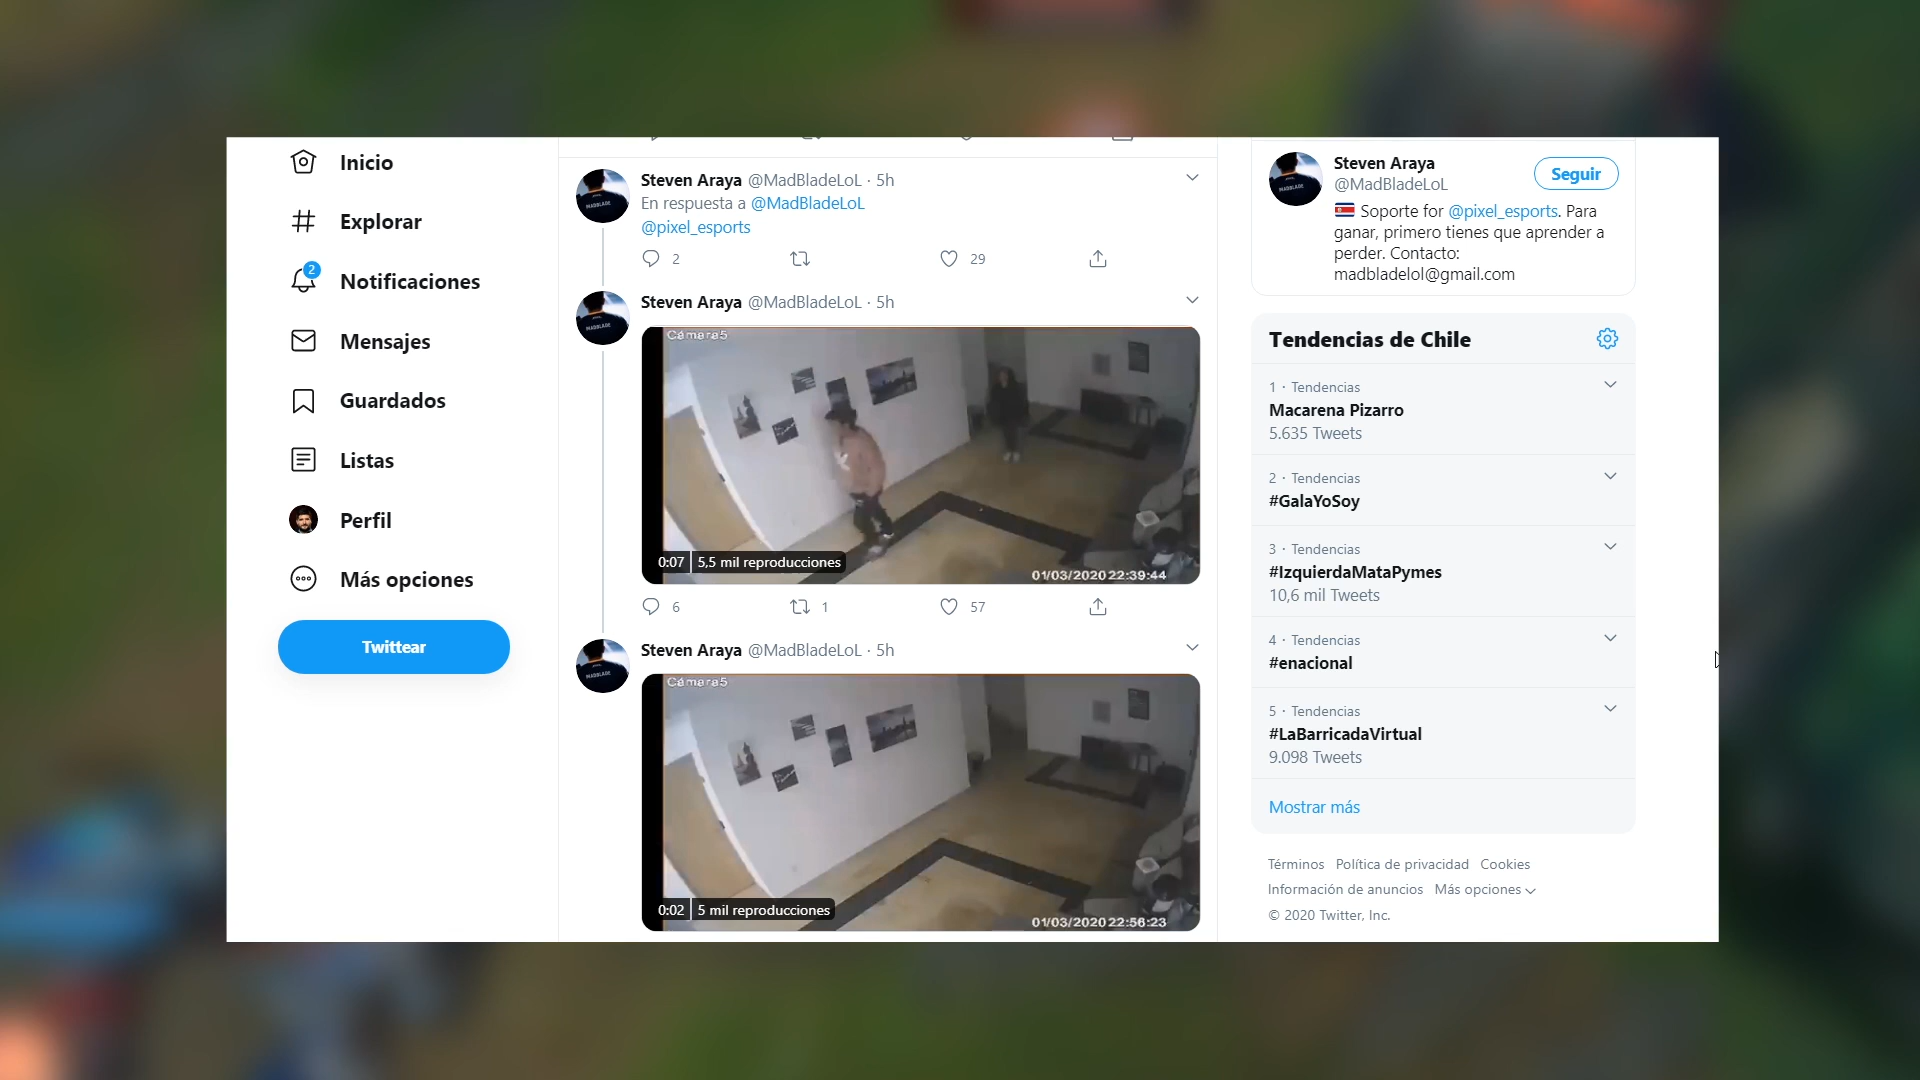 Inicio
Explorar
2
Notificaciones
Mensajes
Guardados
Listas
Perfil
Más opciones
Twittear
Steven Araya @MadBladeLoL · 5h
En respuesta a @MadBladeLoL
@pixel_esports
2 29
Steven Araya @MadBladeLoL · 5h
Cámara5
0:07 5,5 mil reproducciones
01/03/2020 22:39:44
6 1 57
Steven Araya @MadBladeLoL · 5h
Cámara5
0:02 5 mil reproducciones
01/03/2020 22:56:23
Steven Araya
@MadBladeLoL
Seguir
Soporte for @pixel_esports. Para
ganar, primero tienes que aprender a
perder. Contacto:
madbladelol@gmail.com
Tendencias de Chile
1 · Tendencias
Macarena Pizarro
5.635 Tweets
2 · Tendencias
#GalaYoSoy
3 · Tendencias
#IzquierdaMataPymes
10,6 mil Tweets
4 · Tendencias
#enacional
5 · Tendencias
#LaBarricadaVirtual
9.098 Tweets
Mostrar más
Términos Política de privacidad Cookies
Información de anuncios Más opciones
© 2020 Twitter, Inc.